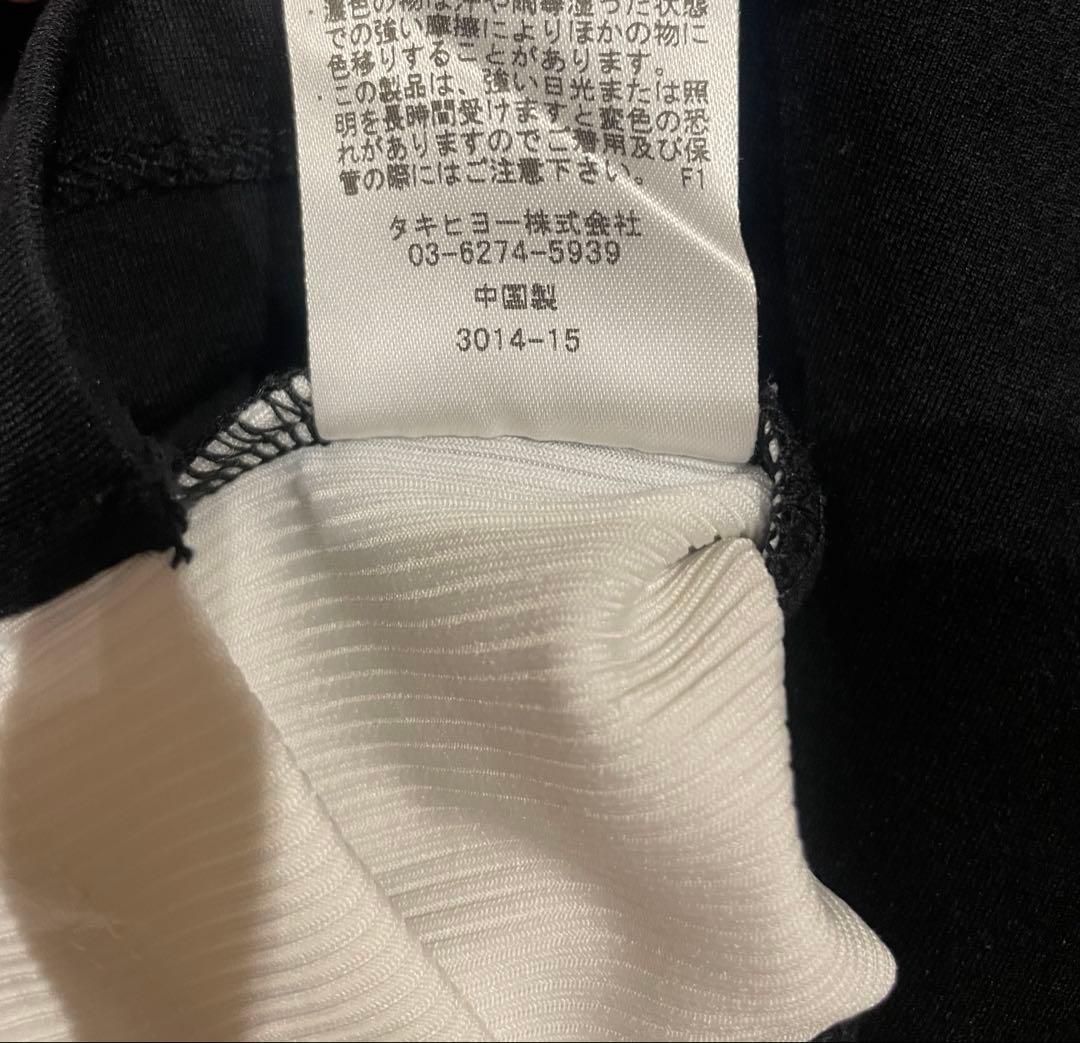 での強い摩擦によりほかの物に
色移りすることがあります。
この製品は、強い日光または照
明を長時間受けますと変色の恐
れがありますのでご着用及び保
管の際にはご注意下さい。 F1
タキヒヨー株式会社
03-6274-5939
中国製
3014-15